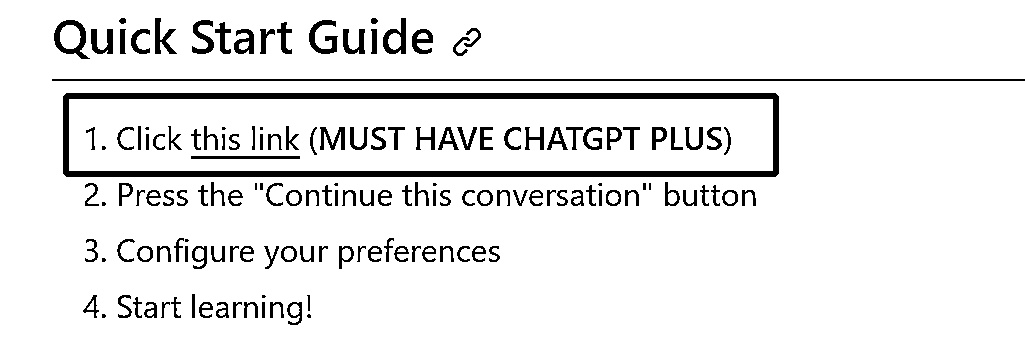 Quick Start Guide
1. Click this link (MUST HAVE CHATGPT PLUS)
2. Press the "Continue this conversation" button
3. Configure your preferences
4. Start learning!